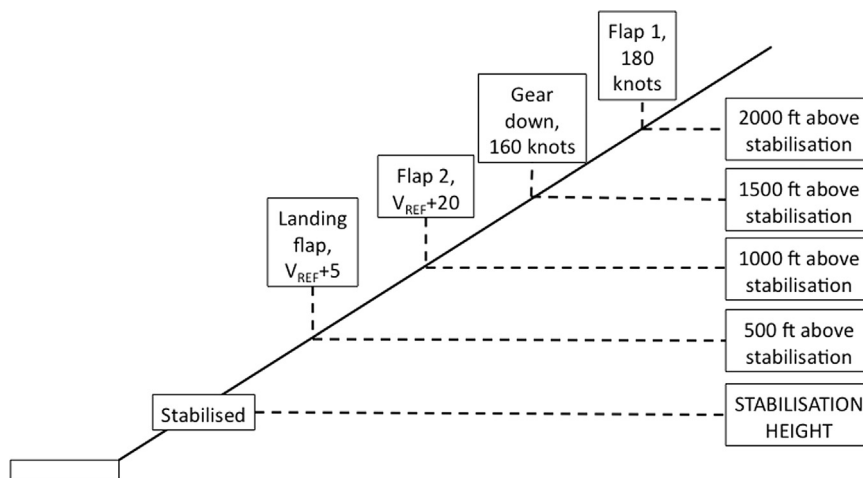 Flap 1,
180
knots
Gear
down,
160 knots
Flap 2,
VREF+20
Landing
flap,
VREF+5
Stabilised
2000 ft above
stabilisation
1500 ft above
stabilisation
1000 ft above
stabilisation
500 ft above
stabilisation
STABILISATION
HEIGHT